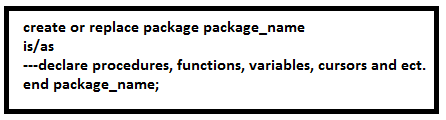 create or replace package package_name
is/as
---declare procedures, functions, variables, cursors and ect.
end package_name;